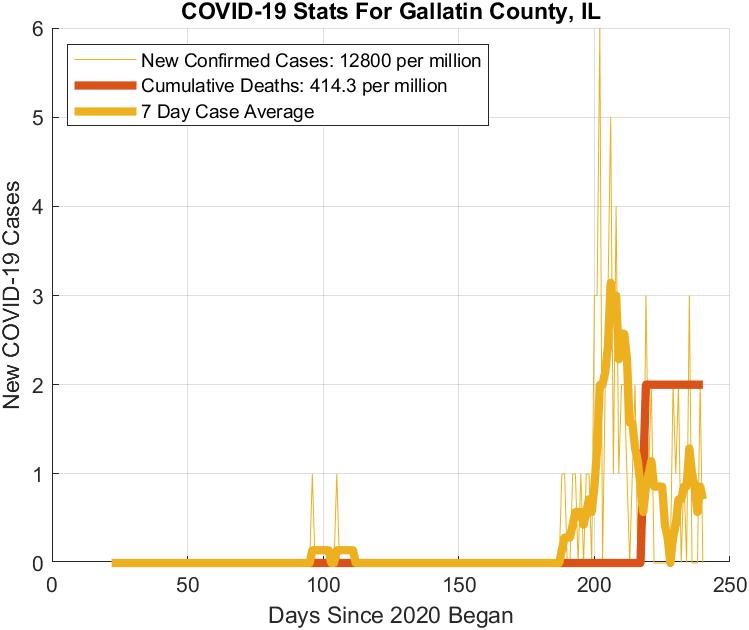 COVID-19 Stats For Gallatin County, IL
New Confirmed Cases: 12800 per million
Cumulative Deaths: 414.3 per million
7 Day Case Average
New COVID-19 Cases
6
5
4
3
2
1
0
0 50 100 150 200 250
Days Since 2020 Began